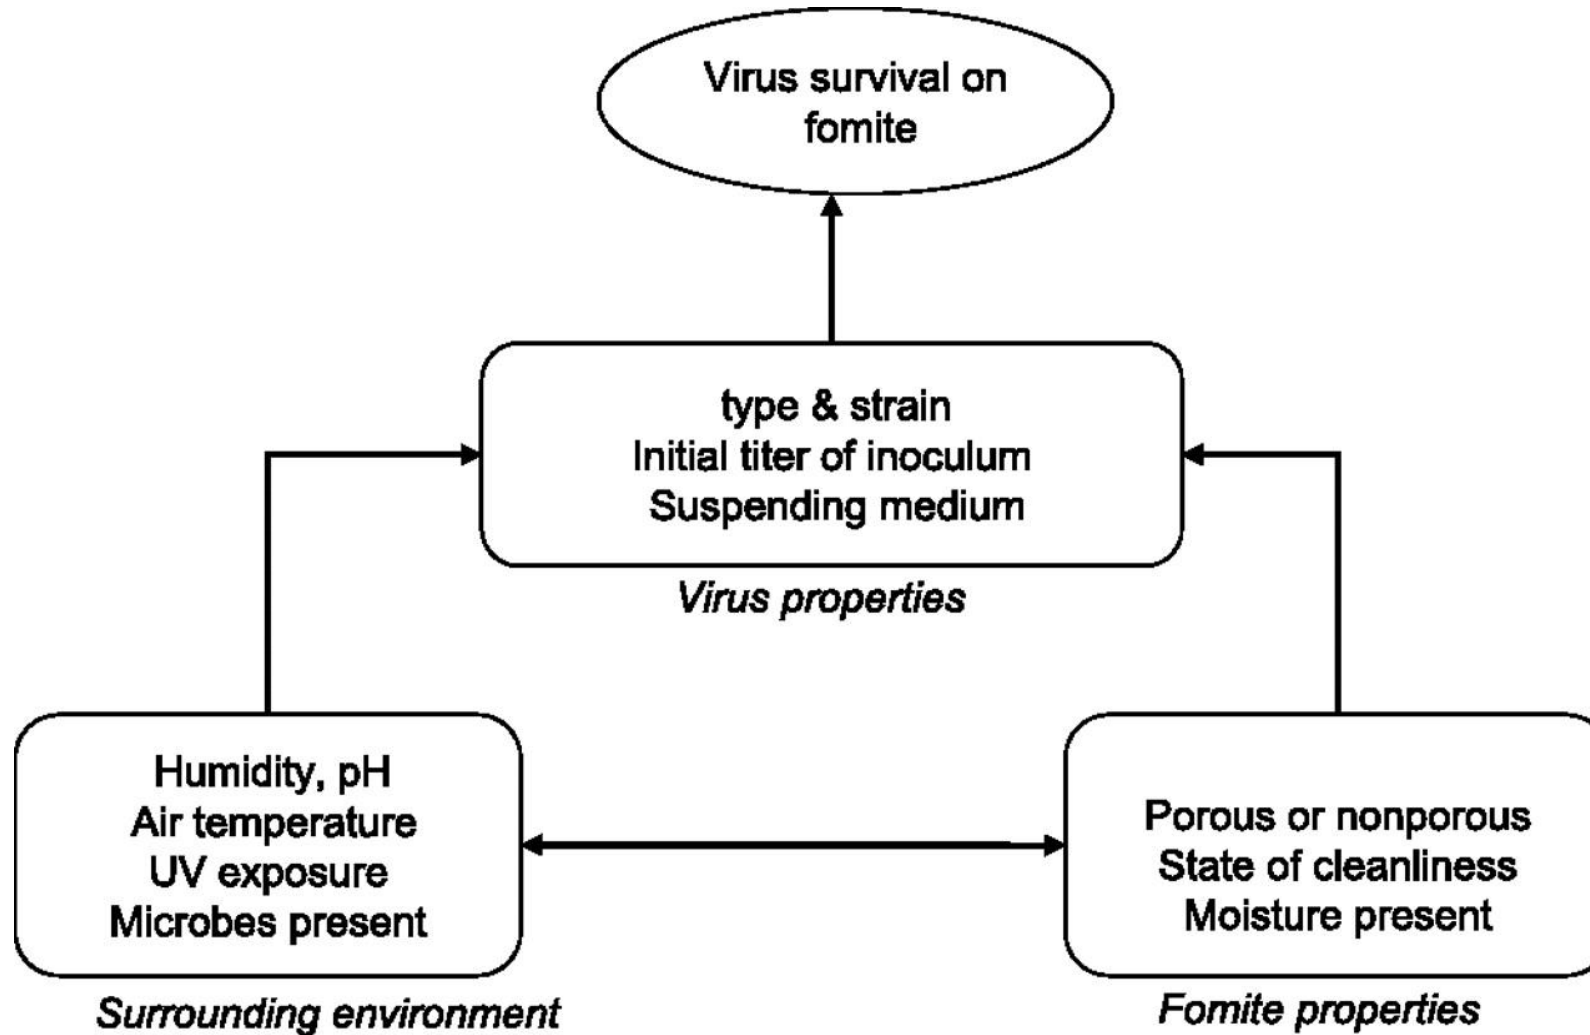 Virus survival on
fomite
type & strain
Initial titer of inoculum
Suspending medium
Virus properties
Humidity, pH
Air temperature
UV exposure
Microbes present
Surrounding environment
Porous or nonporous
State of cleanliness
Moisture present
Fomite properties